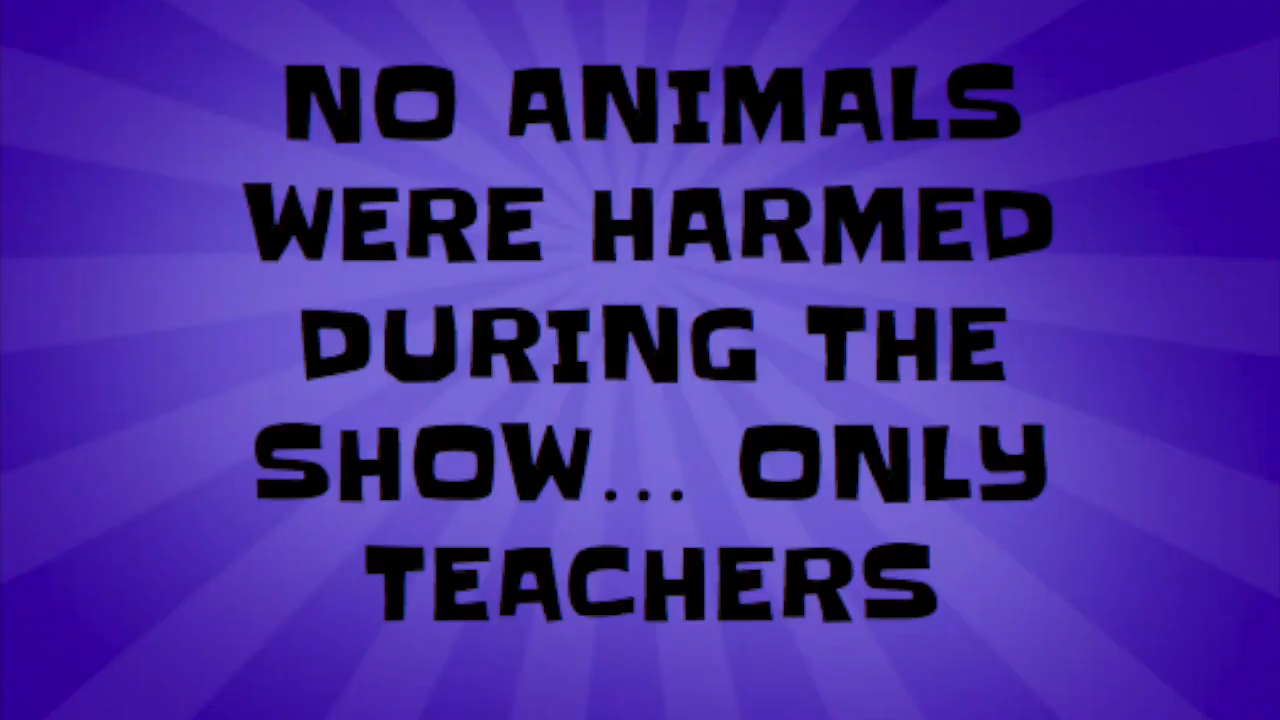 NO ANIMALS
WERE HARMED
DURING THE
SHOW... ONLY
TEACHERS